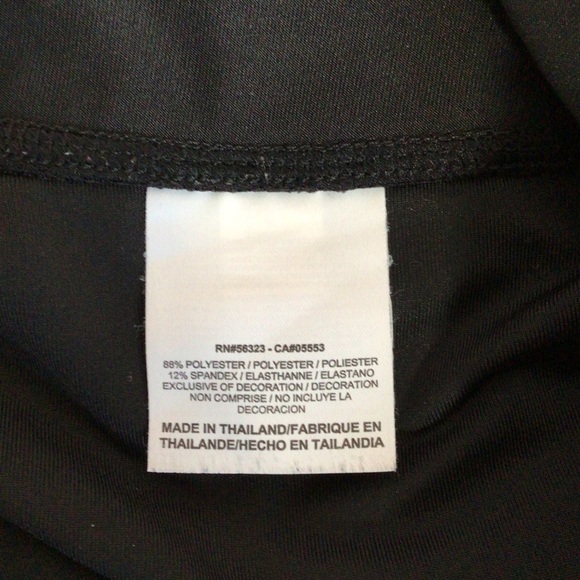 RN#56323 - CA#05553
88% POLYESTER / POLYESTER / POLIESTER
12% SPANDEX / ELASTHANNE / ELASTANO
EXCLUSIVE OF DECORATION / DECORATION
NON COMPRISE / NO INCLUYE LA
DECORACION
MADE IN THAILAND/FABRIQUE EN
THAILANDE/HECHO EN TAILANDIA